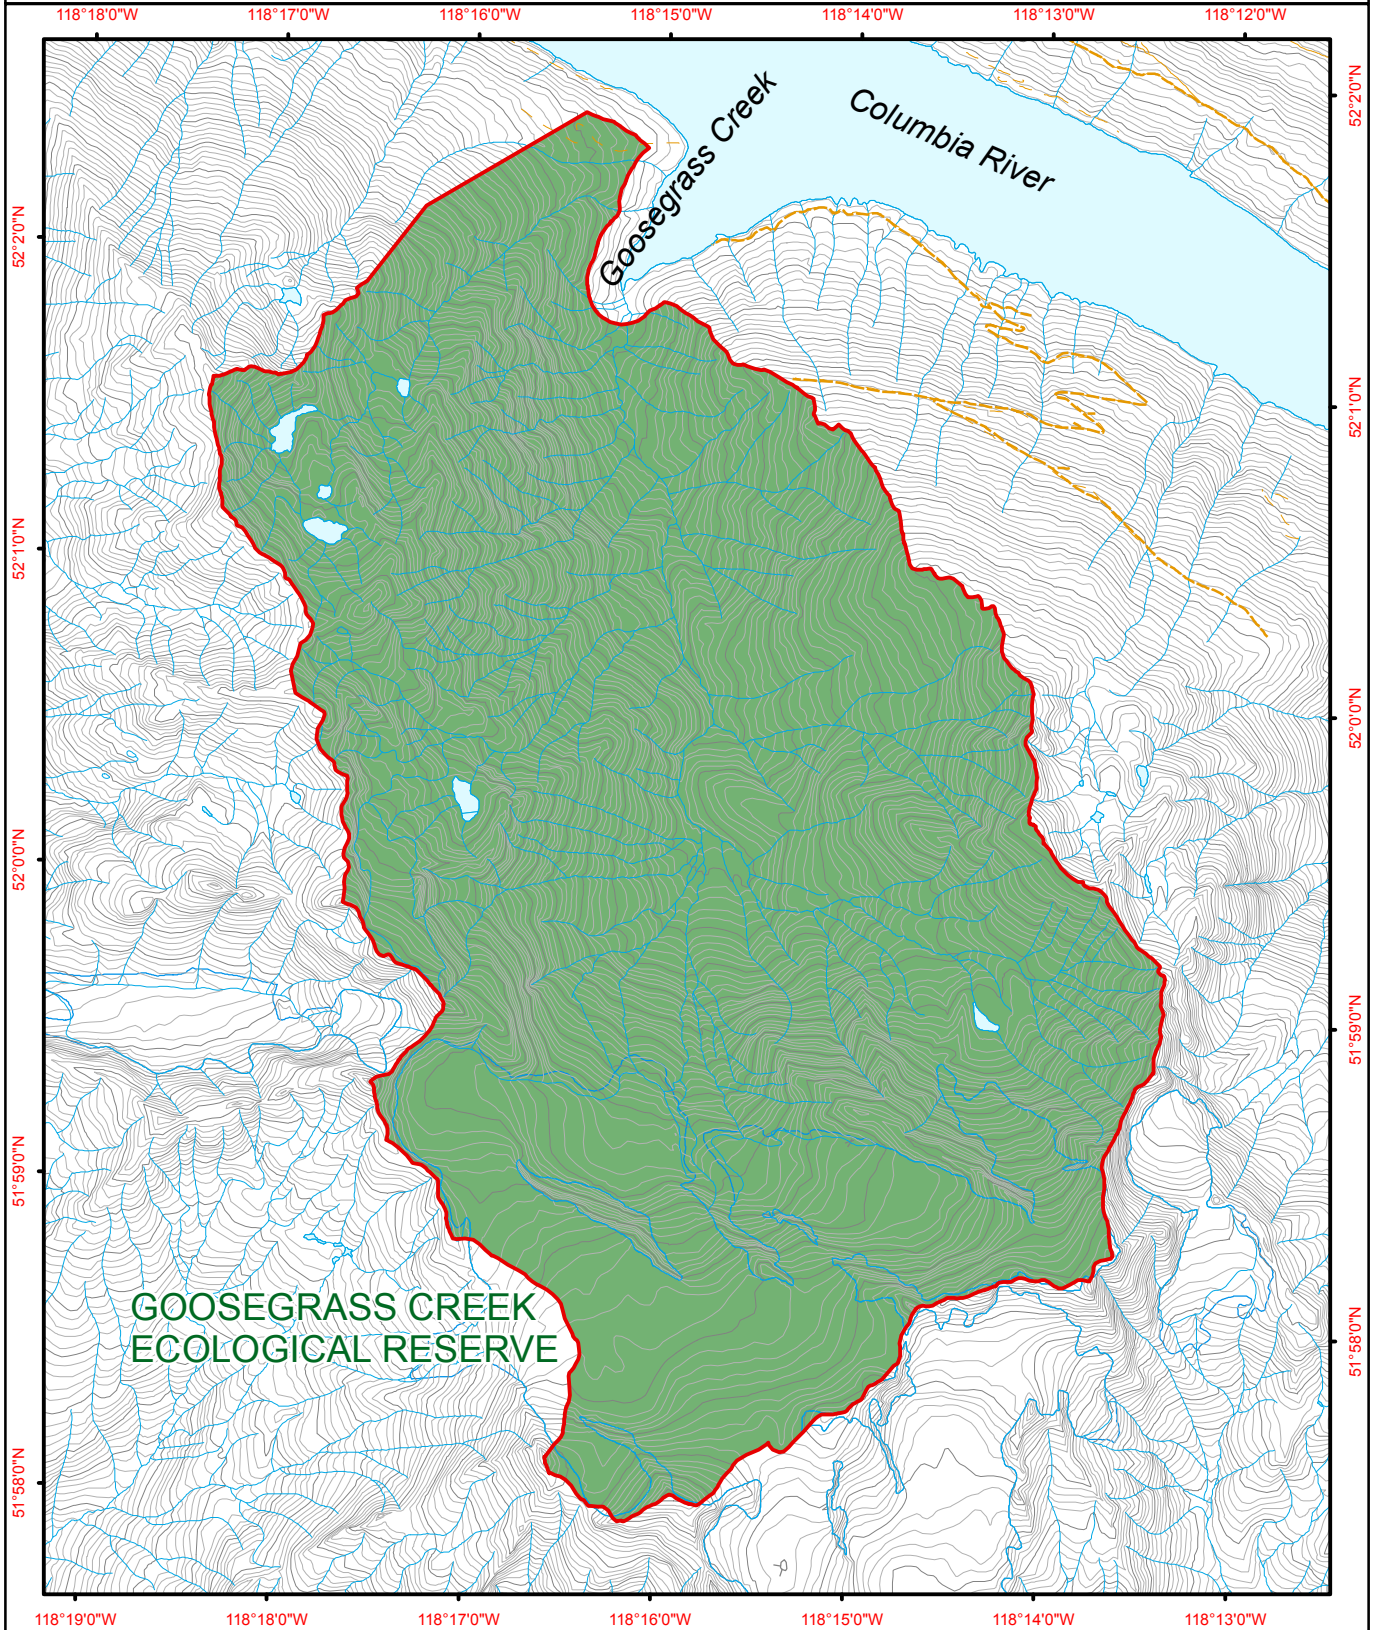 118°18'0"W 118°17'0"W 118°16'0"W 118°15'0"W 118°14'0"W 118°13'0"W 118°12'0"W
Goosegrass Creek
Columbia River
52°2'0"N
52°1'0"N
52°0'0"N
51°59'0"N
51°58'0"N
52°2'0"N
52°1'0"N
52°0'0"N
51°59'0"N
51°58'0"N
GOOSEGRASS CREEK
ECOLOGICAL RESERVE
118°19'0"W 118°18'0"W 118°17'0"W 118°16'0"W 118°15'0"W 118°14'0"W 118°13'0"W